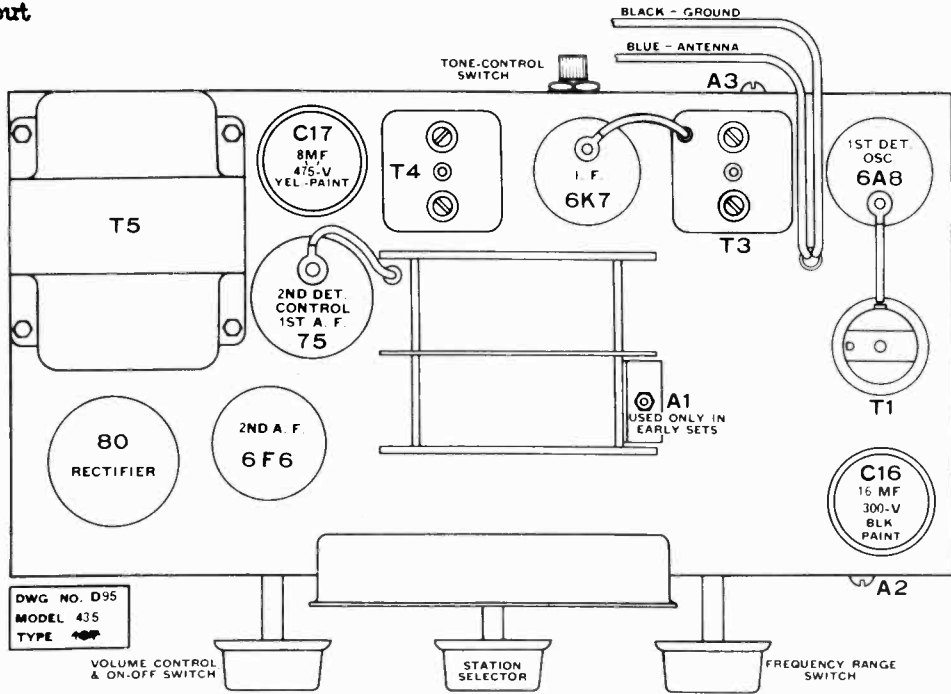 out
BLACK - GROUND
BLUE - ANTENNA
TONE-CONTROL
SWITCH
A3
C17
8MF
475-V
YEL-PAINT
T4
I. F.
6K7
T3
1ST DET.
OSC
6A8
T5
2ND DET.
CONTROL
1ST A. F.
75
T1
A1
USED ONLY IN
EARLY SETS
80
RECTIFIER
2ND A. F.
6F6
C16
16 MF
300-V
BLK
PAINT
A2
DWG NO. D95
MODEL 435
TYPE
VOLUME CONTROL
& ON-OFF SWITCH
STATION
SELECTOR
FREQUENCY RANGE
SWITCH